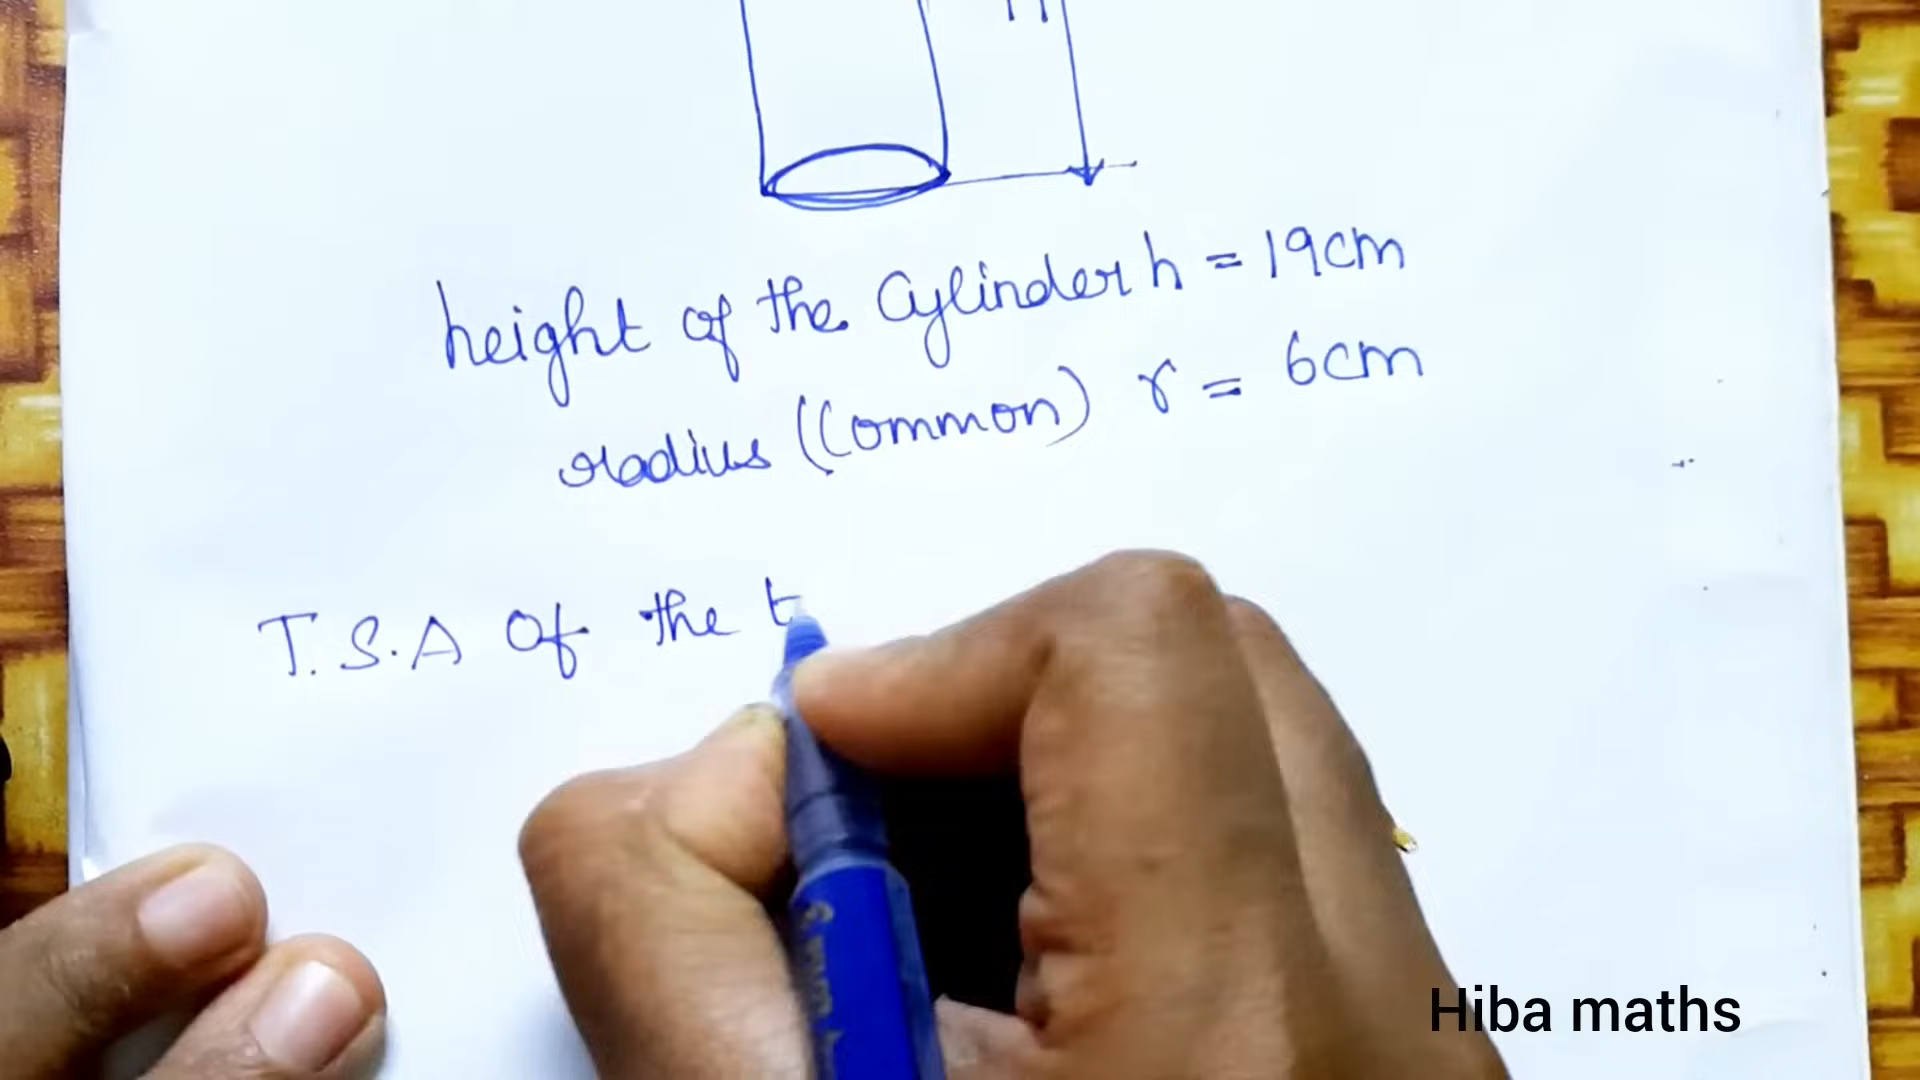 height of the Cylinder h = 19cm
radius (Common) r = 6cm
T.S.A Of the t
Hiba maths